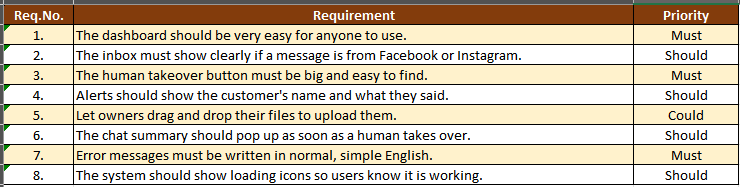 Req.No. Requirement Priority
1. The dashboard should be very easy for anyone to use. Must
2. The inbox must show clearly if a message is from Facebook or Instagram. Should
3. The human takeover button must be big and easy to find. Must
4. Alerts should show the customer's name and what they said. Should
5. Let owners drag and drop their files to upload them. Could
6. The chat summary should pop up as soon as a human takes over. Should
7. Error messages must be written in normal, simple English. Must
8. The system should show loading icons so users know it is working. Should